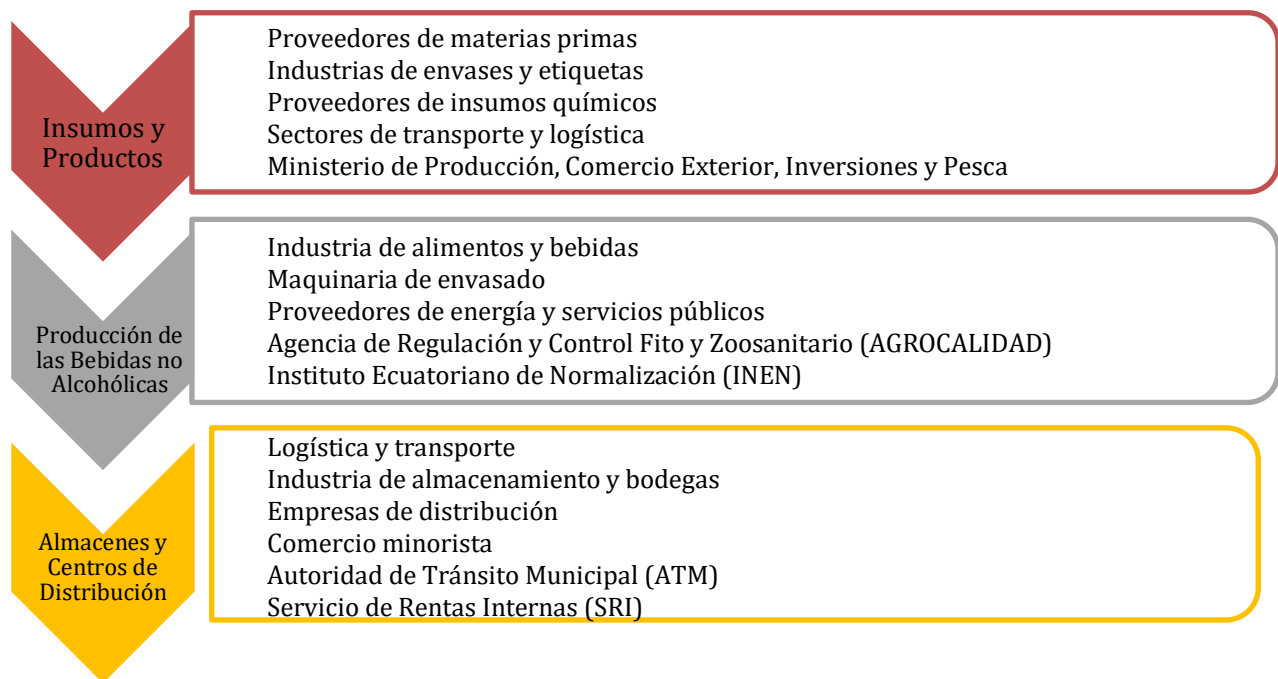 Insumos y
Productos
Proveedores de materias primas
Industrias de envases y etiquetas
Proveedores de insumos químicos
Sectores de transporte y logística
Ministerio de Producción, Comercio Exterior, Inversiones y Pesca
Producción de
las Bebidas no
Alcohólicas
Industria de alimentos y bebidas
Maquinaria de envasado
Proveedores de energía y servicios públicos
Agencia de Regulación y Control Fito y Zoosanitario (AGROCALIDAD)
Instituto Ecuatoriano de Normalización (INEN)
Almacenes y
Centros de
Distribución
Logística y transporte
Industria de almacenamiento y bodegas
Empresas de distribución
Comercio minorista
Autoridad de Tránsito Municipal (ATM)
Servicio de Rentas Internas (SRI)